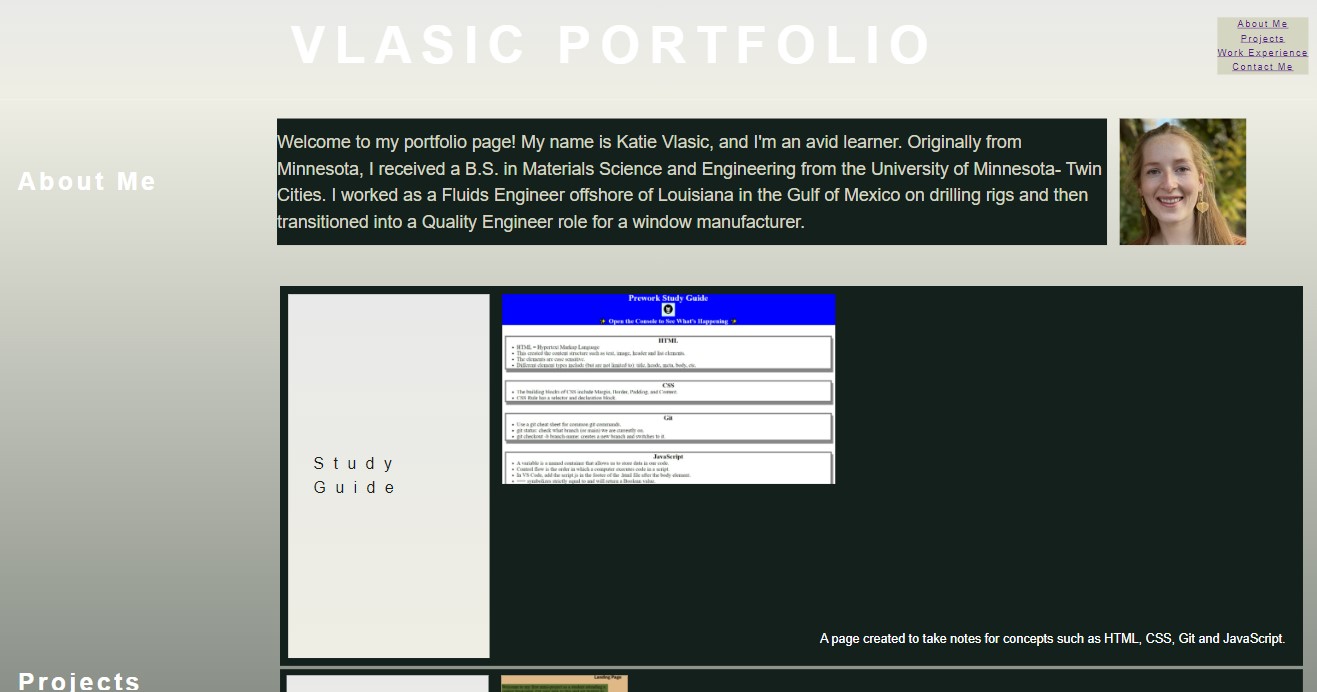 VLASIC PORTFOLIO
About Me
Projects
Work Experience
Contact Me
About Me
Welcome to my portfolio page! My name is Katie Vlasic, and I'm an avid learner. Originally from
Minnesota, I received a B.S. in Materials Science and Engineering from the University of Minnesota- Twin
Cities. I worked as a Fluids Engineer offshore of Louisiana in the Gulf of Mexico on drilling rigs and then
transitioned into a Quality Engineer role for a window manufacturer.
Study
Guide
Prework Study Guide
Open the Console to See What's Happening
HTML
HTML = Hypertext Markup Language
This created the content structure such as text, image, header and list elements.
The elements are case sensitive.
Different element types include (but are not limited to): title, heads, meta, body, etc.
CSS
The building blocks of CSS include Margin, Border, Padding, and Content.
CSS Rule has a selector and declaration block.
Git
Use a git cheat sheet for common git commands.
git status: check what branch (or main) we are currently on.
git checkout -b branch-name: creates a new branch and switches to it.
JavaScript
A variable is a named container that allows us to store data in our code.
Control flow is the order in which a computer executes code in a script.
In VS Code, add the script.js in the footer of the .html file after the body element.
=== symbolizes strictly equal to and will return a Boolean value.
A page created to take notes for concepts such as HTML, CSS, Git and JavaScript.
Projects
Landing Page